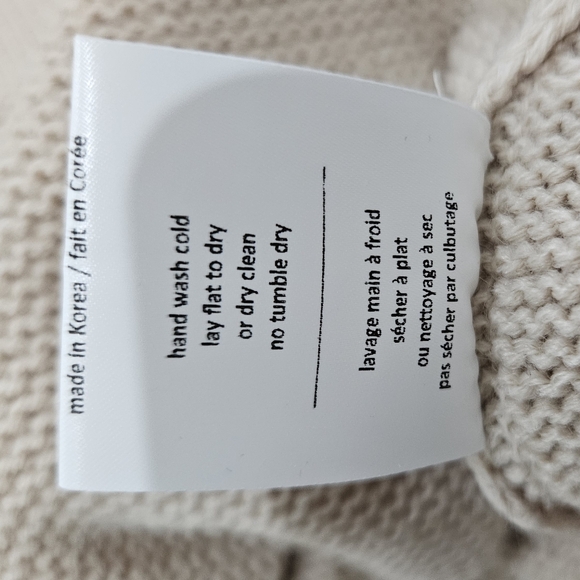 made in Korea / fait en Corée
hand wash cold
lay flat to dry
or dry clean
no tumble dry
lavage main à froid
sécher à plat
ou nettoyage à sec
pas sécher par culbutage